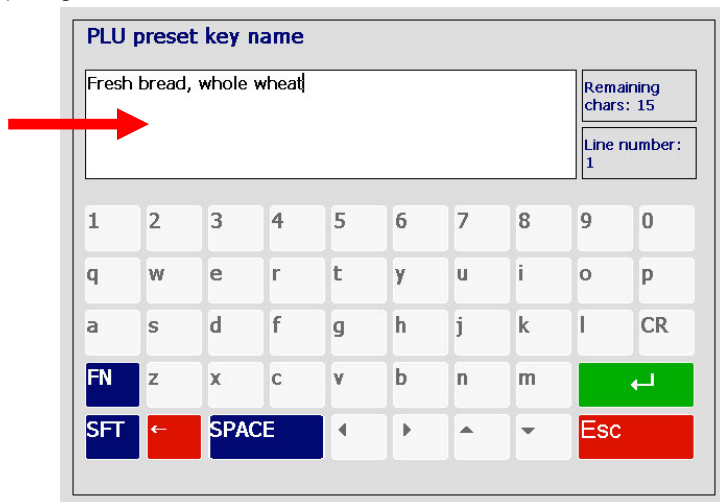 PLU preset key name
Fresh bread, whole wheat
Remaining
chars: 15
Line number:
1
1 2 3 4 5 6 7 8 9 0
q w e r t y u i o p
a s d f g h j k l CR
FN z x c v b n m
SFT ← SPACE Esc